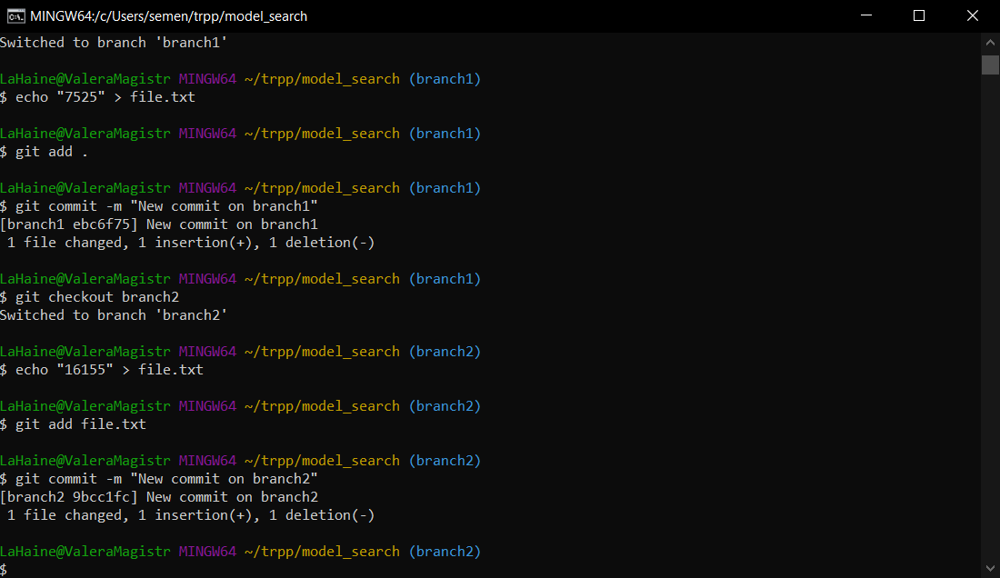 MINGW64:/c/Users/semen/trpp/model_search
Switched to branch 'branch1'
LaHaine@ValeraMagistr MINGW64 ~/trpp/model_search (branch1)
$ echo "7525" > file.txt
LaHaine@ValeraMagistr MINGW64 ~/trpp/model_search (branch1)
$ git add .
LaHaine@ValeraMagistr MINGW64 ~/trpp/model_search (branch1)
$ git commit -m "New commit on branch1"
[branch1 ebc6f75] New commit on branch1
 1 file changed, 1 insertion(+), 1 deletion(-)
LaHaine@ValeraMagistr MINGW64 ~/trpp/model_search (branch1)
$ git checkout branch2
Switched to branch 'branch2'
LaHaine@ValeraMagistr MINGW64 ~/trpp/model_search (branch2)
$ echo "16155" > file.txt
LaHaine@ValeraMagistr MINGW64 ~/trpp/model_search (branch2)
$ git add file.txt
LaHaine@ValeraMagistr MINGW64 ~/trpp/model_search (branch2)
$ git commit -m "New commit on branch2"
[branch2 9bcc1fc] New commit on branch2
 1 file changed, 1 insertion(+), 1 deletion(-)
LaHaine@ValeraMagistr MINGW64 ~/trpp/model_search (branch2)
$